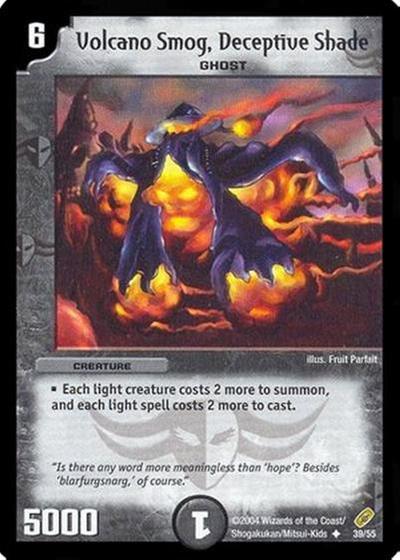 6
Volcano Smog, Deceptive Shade
GHOST
illus. Fruit Parfait
CREATURE
▪ Each light creature costs 2 more to summon,
and each light spell costs 2 more to cast.
"Is there any word more meaningless than 'hope'? Besides
'blarfurgsnarg,' of course."
5000
1
©2004 Wizards of the Coast/
Shogakukan/Mitsui-Kids ♦ 39/55